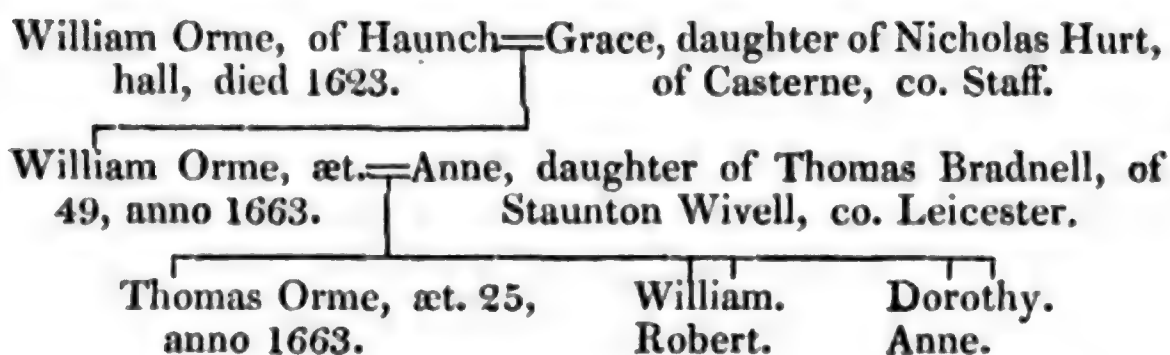 William Orme, of Haunch=Grace, daughter of Nicholas Hurt,
hall, died 1623. of Casterne, co. Staff.
William Orme, æt.=Anne, daughter of Thomas Bradnell, of
49, anno 1663. Staunton Wivell, co. Leicester.
Thomas Orme, æt. 25, William. Dorothy.
anno 1663. Robert. Anne.